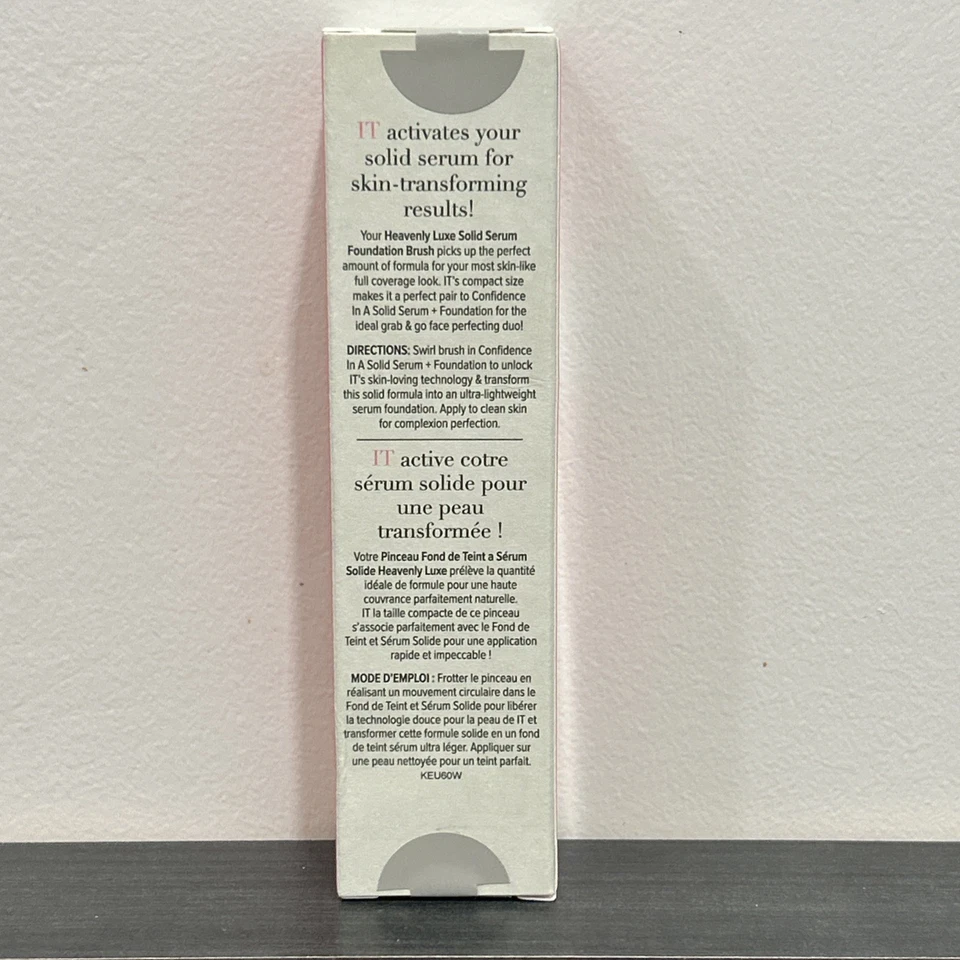 IT activates your
solid serum for
skin-transforming
results!
Your Heavenly Luxe Solid Serum
Foundation Brush picks up the perfect
amount of formula for your most skin-like
full coverage look. IT's compact size
makes it a perfect pair to Confidence
In A Solid Serum + Foundation for the
ideal grab & go face perfecting duo!
DIRECTIONS: Swirl brush in Confidence
In A Solid Serum + Foundation to unlock
IT's skin-loving technology & transform
this solid formula into an ultra-lightweight
serum foundation. Apply to clean skin
for complexion perfection.
IT active cotre
sérum solide pour
une peau
transformée !
Votre Pinceau Fond de Teint a Sérum
Solide Heavenly Luxe prélève la quantité
idéale de formule pour une haute
couvrance parfaitement naturelle.
IT la taille compacte de ce pinceau
s'associe parfaitement avec le Fond de
Teint et Sérum Solide pour une application
rapide et impeccable !
MODE D'EMPLOI : Frotter le pinceau en
réalisant un mouvement circulaire dans le
Fond de Teint et Sérum Solide pour libérer
la technologie douce pour la peau de IT et
transformer cette formule solide en un fond
de teint sérum ultra léger. Appliquer sur
une peau nettoyée pour un teint parfait.
KEU60W